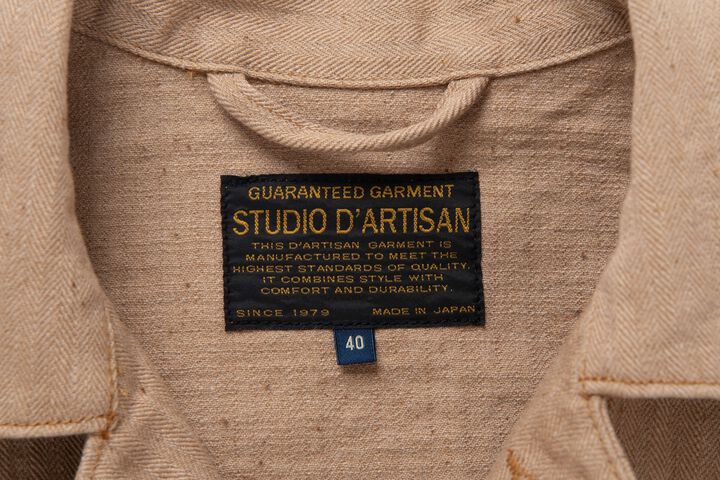 GUARANTEED GARMENT
STUDIO D'ARTISAN
THIS D'ARTISAN GARMENT IS
MANUFACTURED TO MEET THE
HIGHEST STANDARDS OF QUALITY.
IT COMBINES STYLE WITH
COMFORT AND DURABILITY.
SINCE 1979 MADE IN JAPAN
40